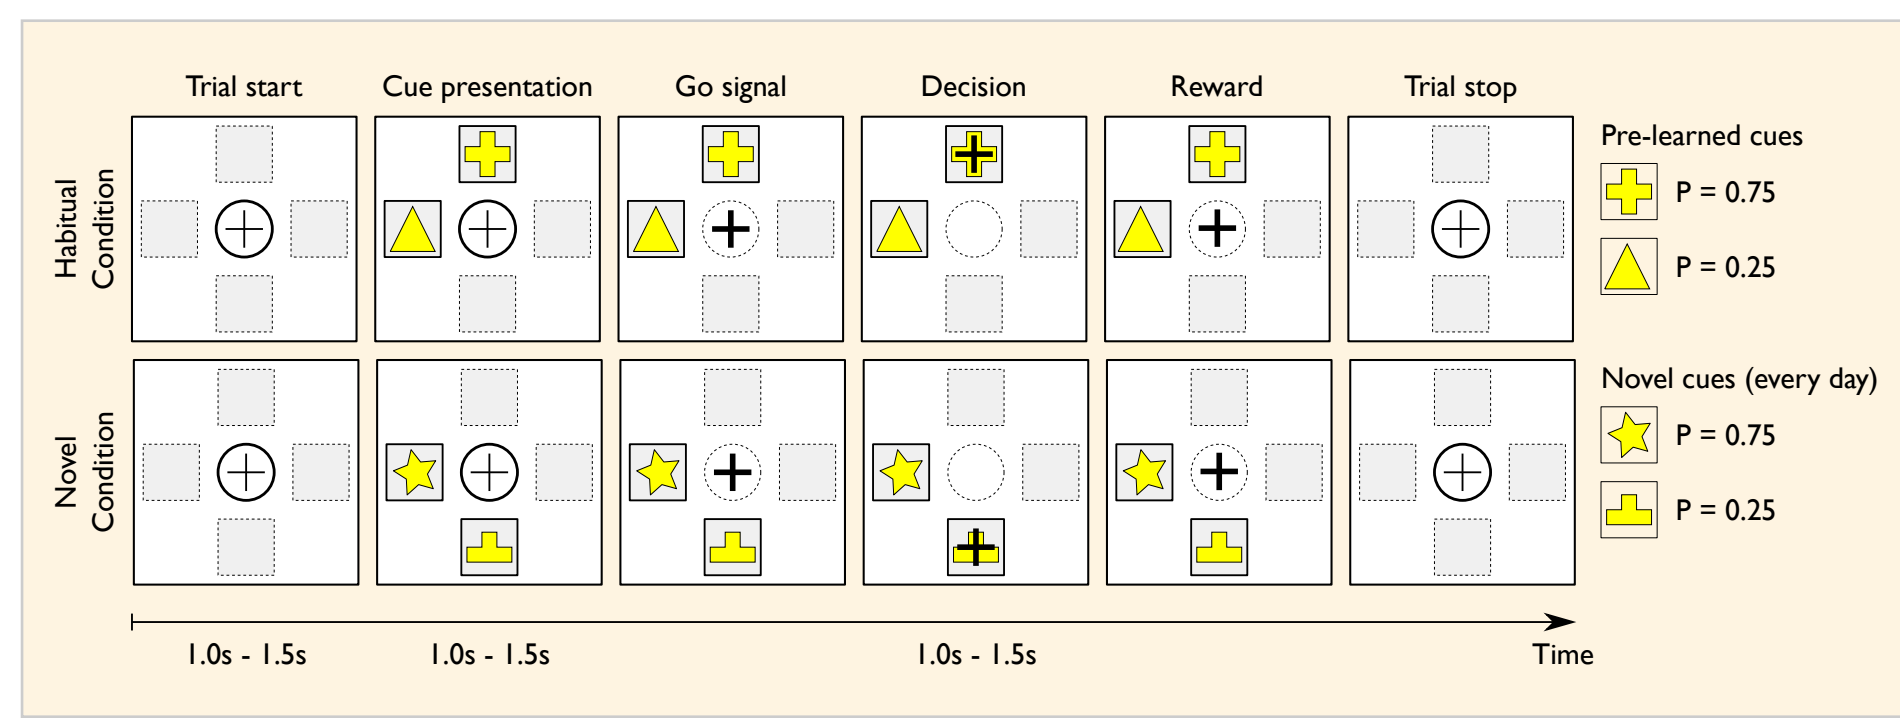 Trial start
Cue presentation
Go signal
Decision
Reward
Trial stop
Habitual
Condition
Pre-learned cues
P = 0.75
P = 0.25
Novel
Condition
Novel cues (every day)
P = 0.75
P = 0.25
1.0s - 1.5s
1.0s - 1.5s
1.0s - 1.5s
Time